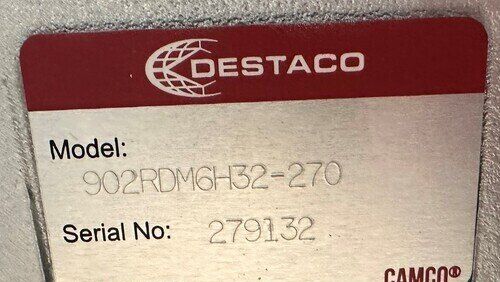 DESTACO
Model:
902RDM6H32-270
Serial No: 279132
CAMCO®